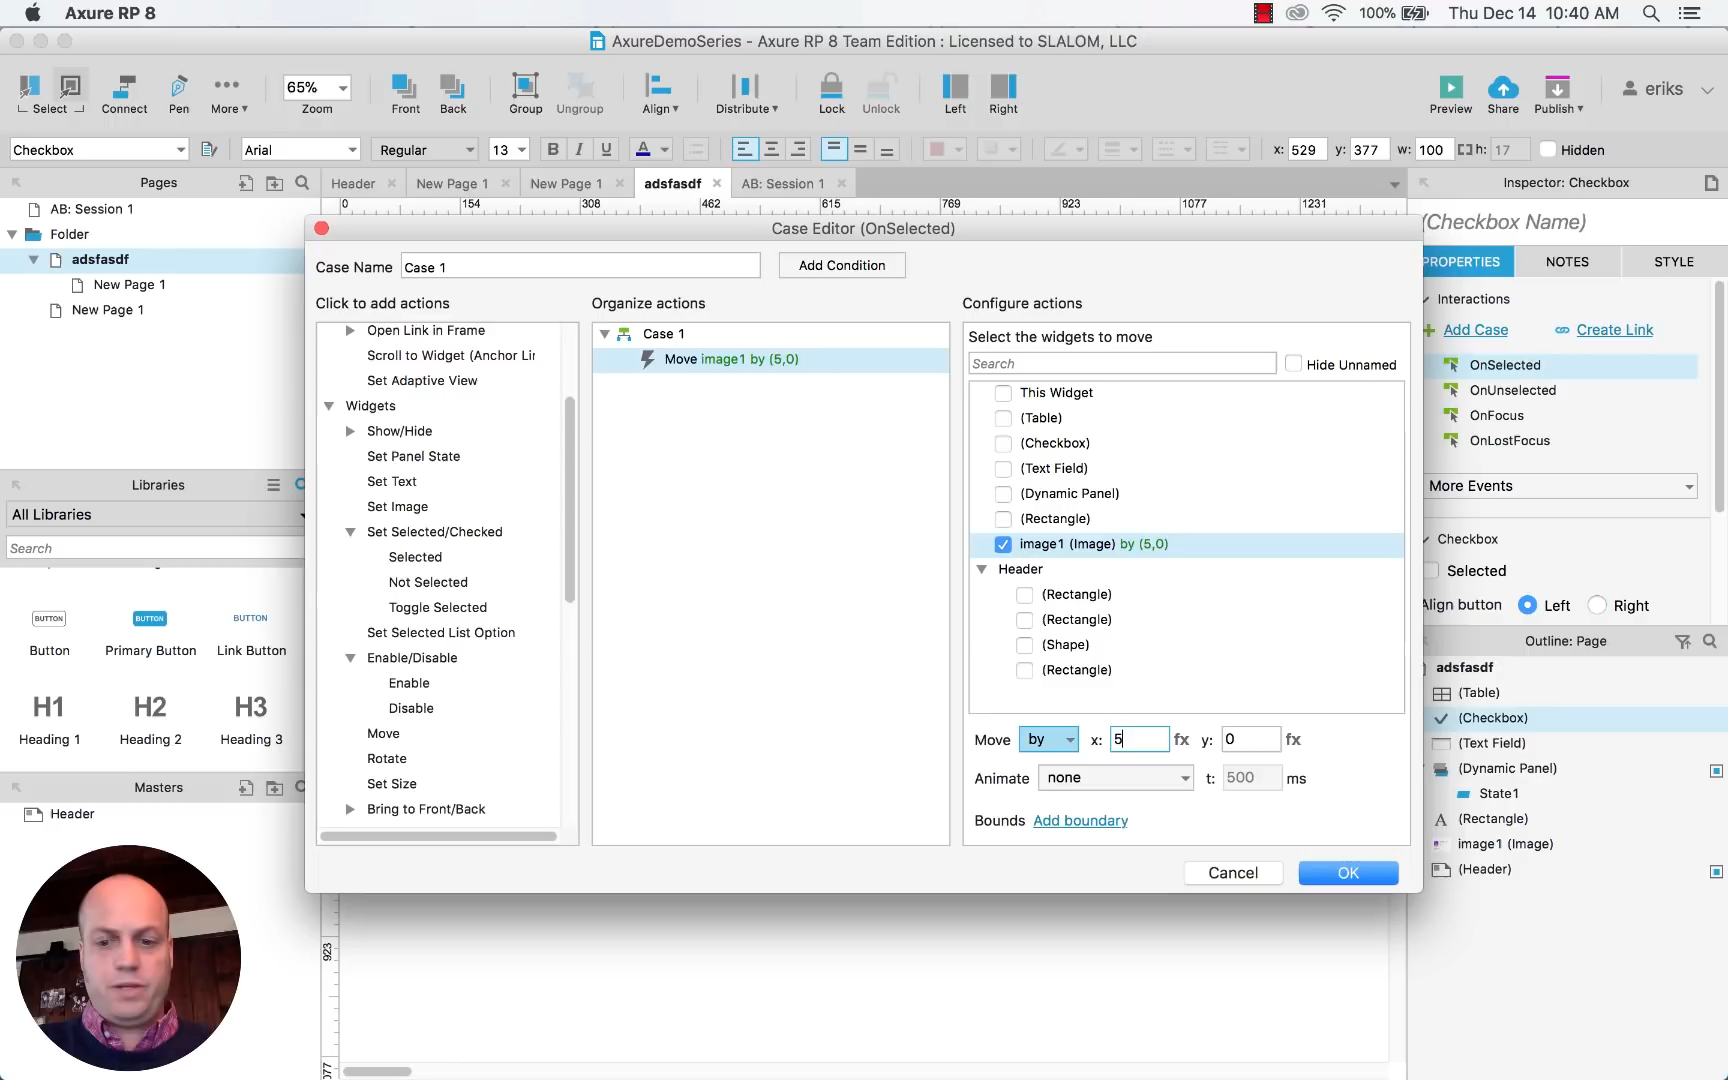 Axure RP 8
100%
Thu Dec 14 10:40 AM
AxureDemoSeries - Axure RP 8 Team Edition : Licensed to SLALOM, LLC
Select
Connect
Pen
More
65%
Zoom
Front
Back
Group
Ungroup
Align
Distribute
Lock
Unlock
Left
Right
Preview
Share
Publish
eriks
Checkbox
Arial
Regular
13
B I U A
x: 529
y: 377
w: 100
h: 17
Hidden
Pages
Header
New Page 1
New Page 1
adsfasdf
AB: Session 1
Inspector: Checkbox
AB: Session 1
Folder
adsfasdf
New Page 1
New Page 1
0 154 308 462 615 769 923 1077 1231
Case Editor (OnSelected)
Case Name
Case 1
Add Condition
Click to add actions
Organize actions
Configure actions
Open Link in Frame
Scroll to Widget (Anchor Lir
Set Adaptive View
Widgets
Show/Hide
Set Panel State
Set Text
Set Image
Set Selected/Checked
Selected
Not Selected
Toggle Selected
Set Selected List Option
Enable/Disable
Enable
Disable
Move
Rotate
Set Size
Bring to Front/Back
Case 1
Move image1 by (5,0)
Select the widgets to move
Search
Hide Unnamed
This Widget
(Table)
(Checkbox)
(Text Field)
(Dynamic Panel)
(Rectangle)
image1 (Image) by (5,0)
Header
(Rectangle)
(Rectangle)
(Shape)
(Rectangle)
Move by x: 5 fx y: 0 fx
Animate none t: 500 ms
Bounds Add boundary
Cancel
OK
(Checkbox Name)
PROPERTIES
NOTES
STYLE
Interactions
Add Case
Create Link
OnSelected
OnUnselected
OnFocus
OnLostFocus
More Events
Checkbox
Selected
Align button
Left
Right
Outline: Page
adsfasdf
(Table)
(Checkbox)
(Text Field)
(Dynamic Panel)
State1
A (Rectangle)
image1 (Image)
(Header)
Libraries
All Libraries
Search
BUTTON
BUTTON
BUTTON
Button
Primary Button
Link Button
H1
H2
H3
Heading 1
Heading 2
Heading 3
Masters
Header
923
1077